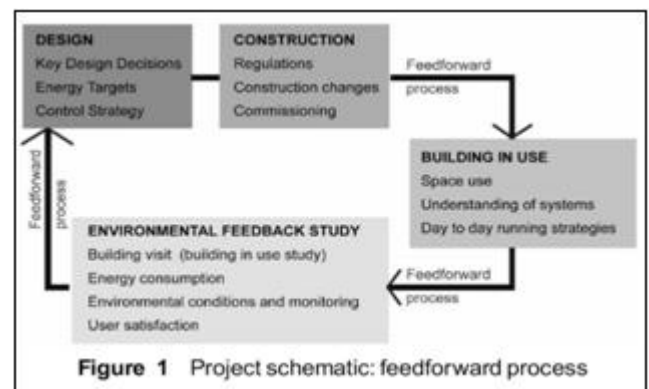 DESIGN
Key Design Decisions
Energy Targets
Control Strategy
CONSTRUCTION
Regulations
Construction changes
Commissioning
Feedforward
process
BUILDING IN USE
Space use
Understanding of systems
Day to day running strategies
Feedforward
process
ENVIRONMENTAL FEEDBACK STUDY
Building visit (building in use study)
Energy consumption
Environmental conditions and monitoring
User satisfaction
Feedforward
process
Figure 1 Project schematic: feedforward process